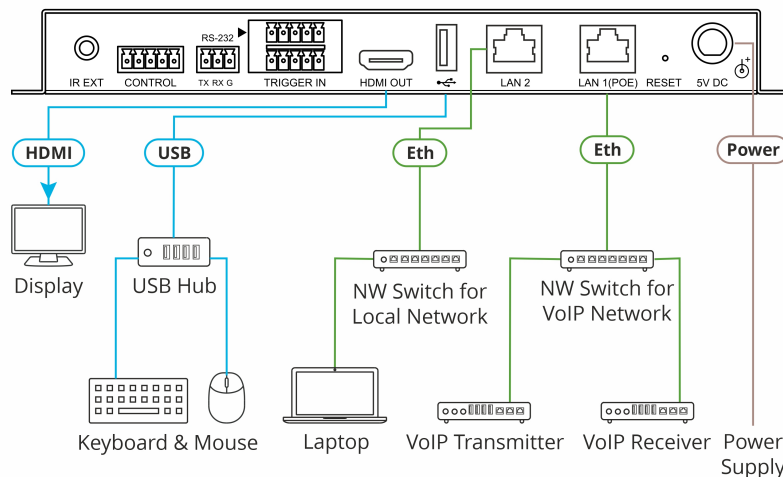 RS-232
IR EXT
CONTROL
TX RX G
TRIGGER IN
HDMI OUT
LAN 2
LAN 1(POE)
RESET
5V DC
HDMI
USB
Eth
Eth
Power
Display
USB Hub
NW Switch for
Local Network
NW Switch for
VoIP Network
Keyboard & Mouse
Laptop
VoIP Transmitter
VoIP Receiver
Power
Supply